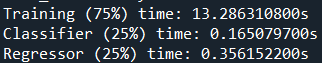 Training (75%) time: 13.286310800s
Classifier (25%) time: 0.165079700s
Regressor (25%) time: 0.356152200s